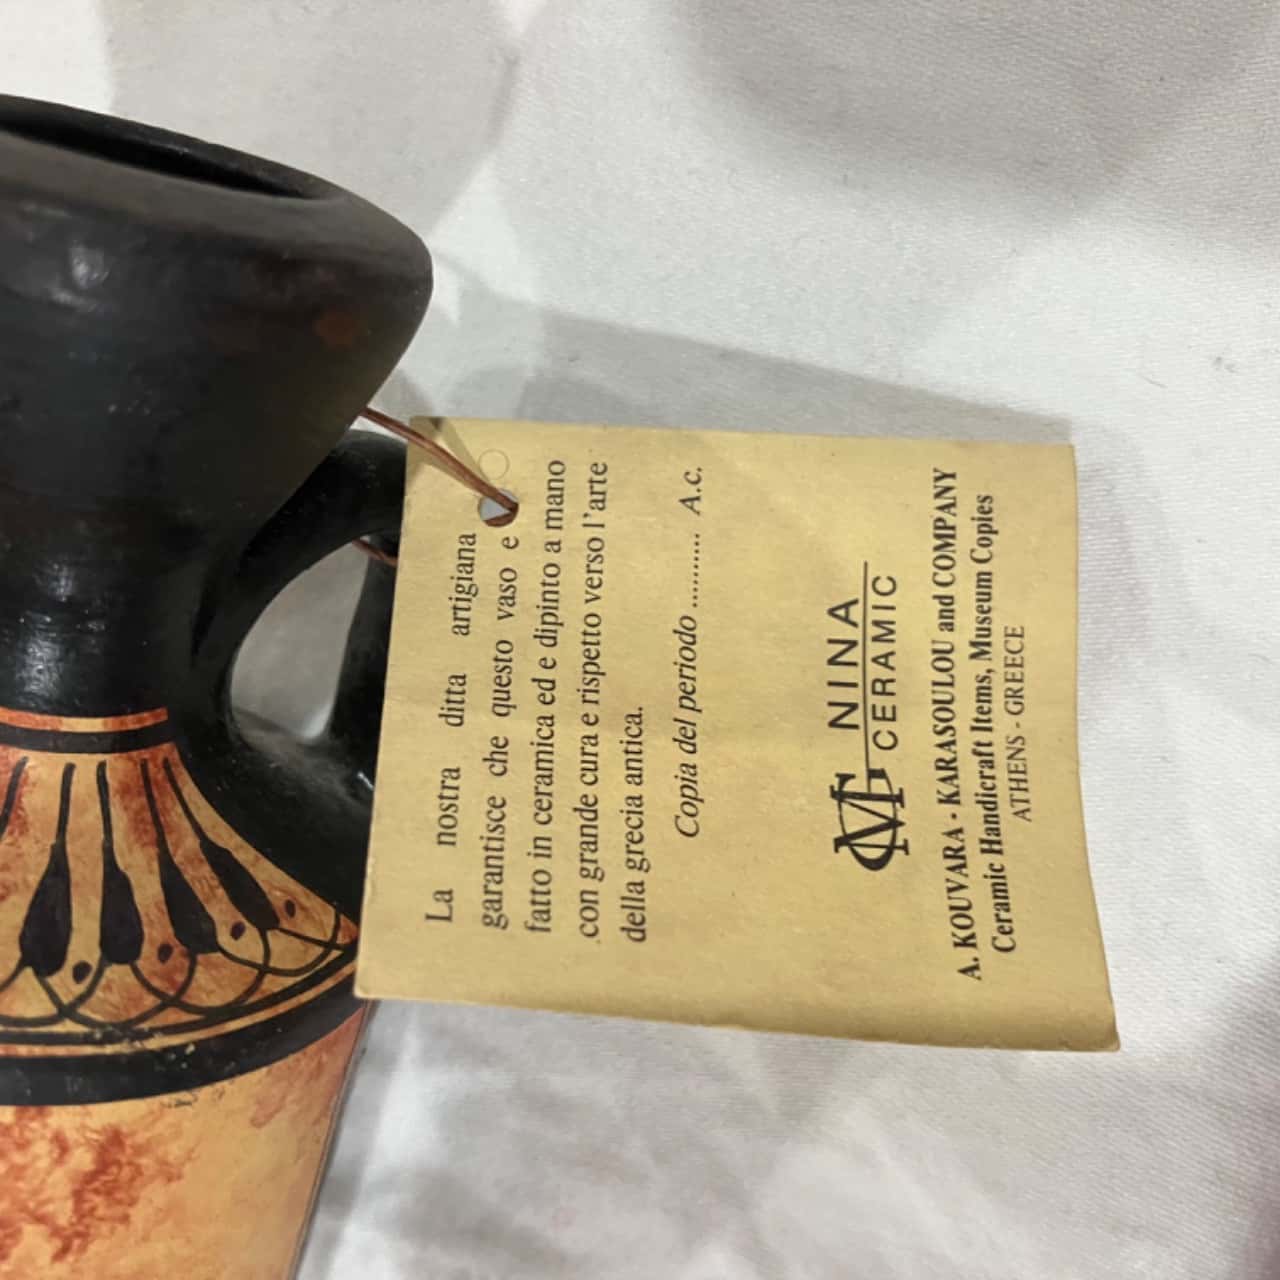 La nostra ditta artigiana
garantisce che questo vaso e
fatto in ceramica ed e dipinto a mano
con grande cura e rispetto verso l'arte
della grecia antica.
Copia del periodo .......... A.c.
NINA
CERAMIC
A. KOUVARA - KARASOULOU and COMPANY
Ceramic Handicraft Items, Museum Copies
ATHENS - GREECE